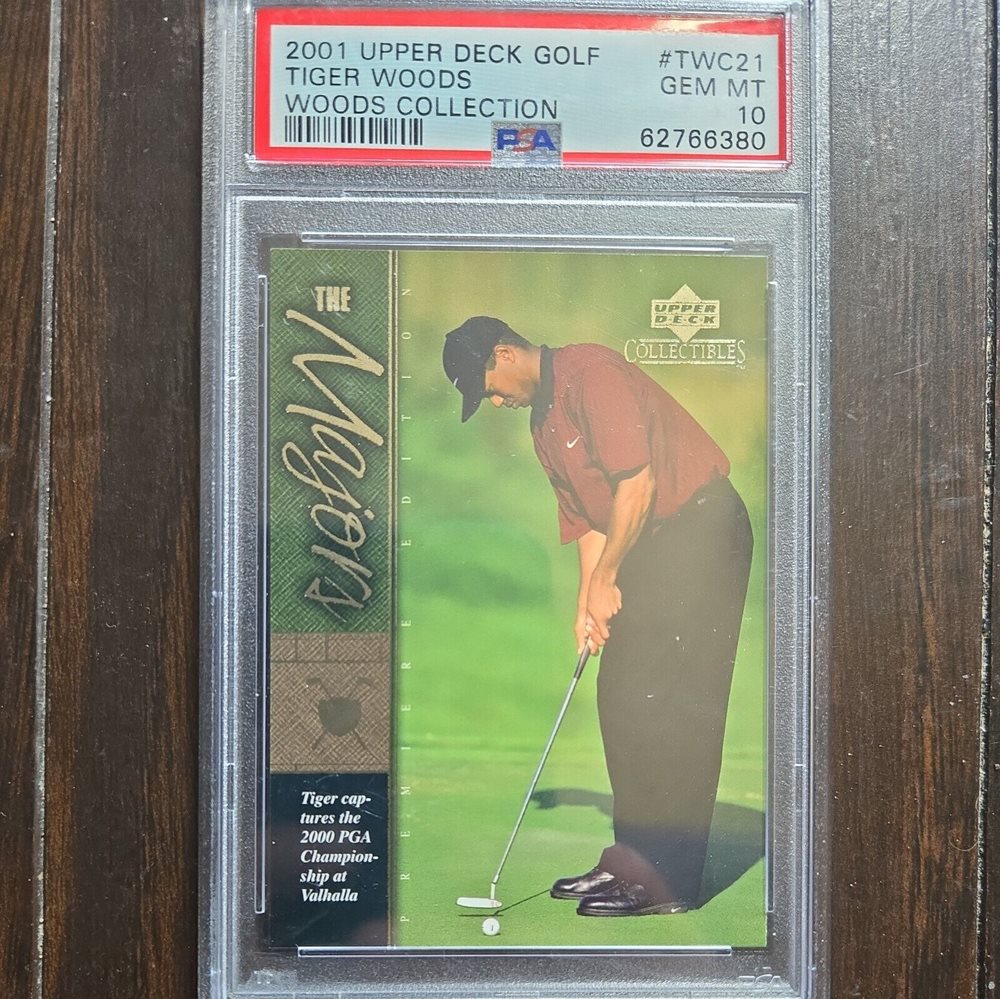 2001 UPPER DECK GOLF #TWC21
TIGER WOODS GEM MT
WOODS COLLECTION 10
PSA 62766380
THE
Majors
PREMIERE EDITION
UPPER
DECK
COLLECTIBLES
Tiger cap-
tures the
2000 PGA
Champion-
ship at
Valhalla